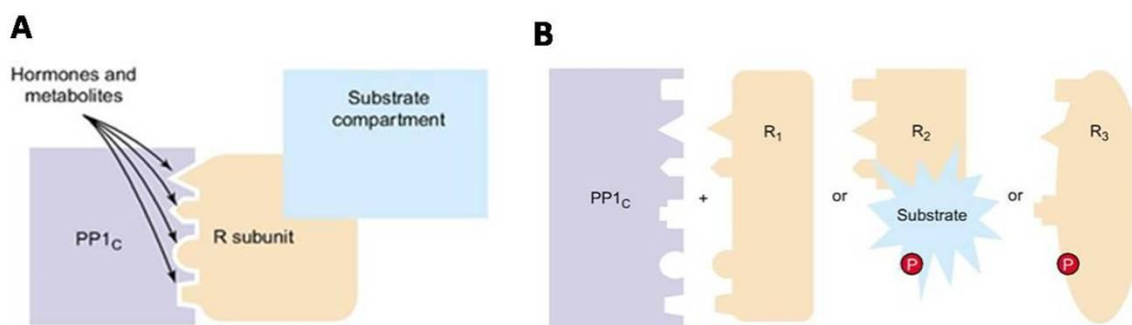 A
Hormones and
metabolites
Substrate
compartment
PP1C
R subunit
B
PP1C
+
R1
or
R2
Substrate
P
or
R3
P